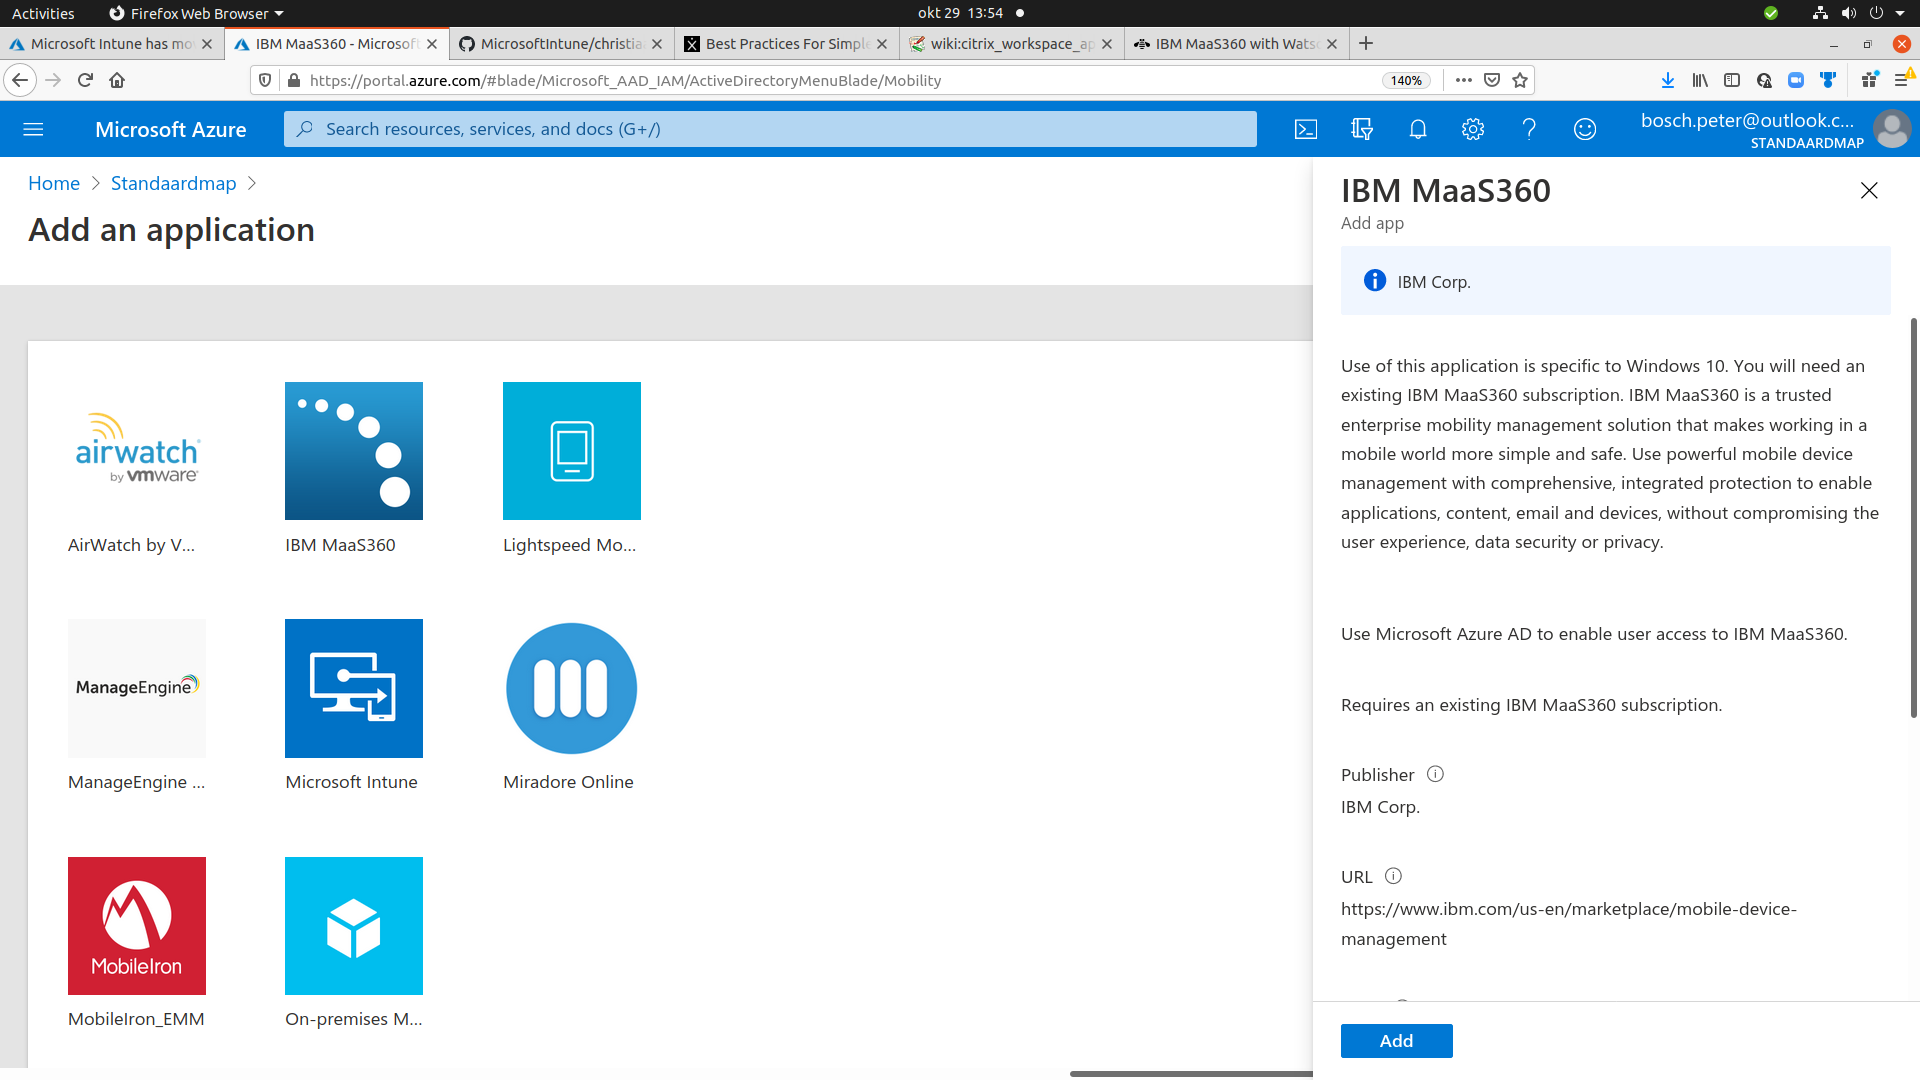 Activities
Firefox Web Browser
okt 29 13:54
Microsoft Intune has mo
IBM MaaS360 - Microsoft
MicrosoftIntune/christia
Best Practices For Simple
wiki:citrix_workspace_ap
IBM MaaS360 with Watso
https://portal.azure.com/#blade/Microsoft_AAD_IAM/ActiveDirectoryMenuBlade/Mobility
140%
Microsoft Azure
Search resources, services, and docs (G+/)
bosch.peter@outlook.c...
STANDAARDMAP
Home
Standaardmap
Add an application
airwatch
by vmware
AirWatch by V...
IBM MaaS360
Lightspeed Mo...
ManageEngine
ManageEngine ...
Microsoft Intune
Miradore Online
MobileIron
MobileIron_EMM
On-premises M...
IBM MaaS360
Add app
IBM Corp.
Use of this application is specific to Windows 10. You will need an
existing IBM MaaS360 subscription. IBM MaaS360 is a trusted
enterprise mobility management solution that makes working in a
mobile world more simple and safe. Use powerful mobile device
management with comprehensive, integrated protection to enable
applications, content, email and devices, without compromising the
user experience, data security or privacy.
Use Microsoft Azure AD to enable user access to IBM MaaS360.
Requires an existing IBM MaaS360 subscription.
Publisher
IBM Corp.
URL
https://www.ibm.com/us-en/marketplace/mobile-device-
management
Add